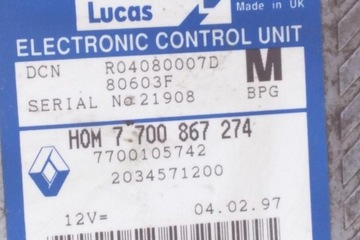 Lucas
Made in UK
ELECTRONIC CONTROL UNIT
DCN R04080007D M
80603F
SERIAL No 21908 BPG
HOM 7 700 867 274
7700105742
2034571200
12V= 04.02.97